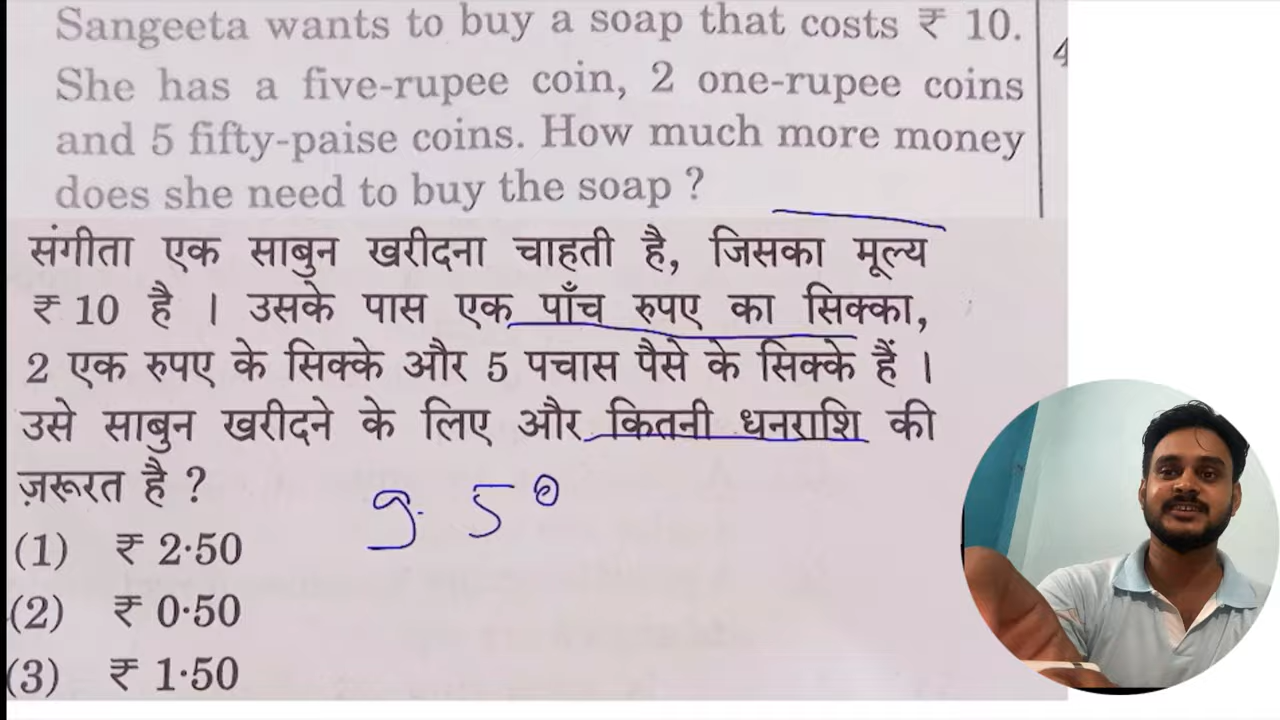 Sangeeta wants to buy a soap that costs ₹ 10.
She has a five-rupee coin, 2 one-rupee coins
and 5 fifty-paise coins. How much more money
does she need to buy the soap ?
संगीता एक साबुन खरीदना चाहती है, जिसका मूल्य
₹ 10 है । उसके पास एक पाँच रुपए का सिक्का,
2 एक रुपए के सिक्के और 5 पचास पैसे के सिक्के हैं ।
उसे साबुन खरीदने के लिए और कितनी धनराशि की
ज़रूरत है ?
9.50
(1) ₹ 2·50
(2) ₹ 0·50
(3) ₹ 1·50